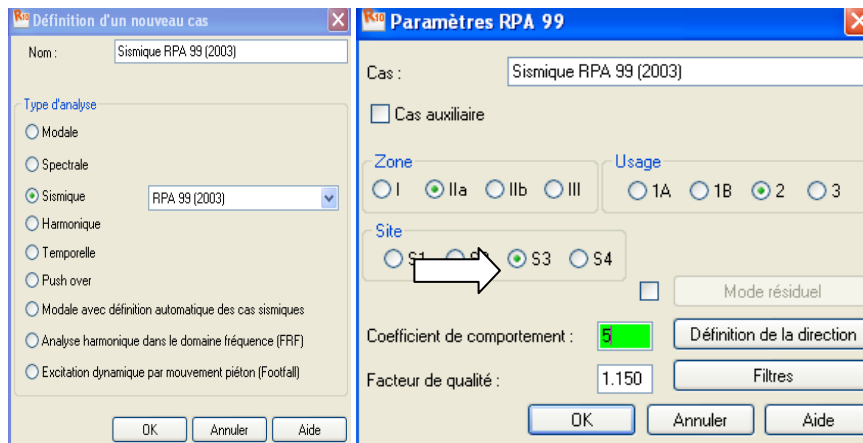 R10 Définition d'un nouveau cas
Nom :
Sismique RPA 99 (2003)
Type d'analyse
Modale
Spectrale
Sismique
RPA 99 (2003)
Harmonique
Temporelle
Push over
Modale avec définition automatique des cas sismiques
Analyse harmonique dans le domaine fréquence (FRF)
Excitation dynamique par mouvement piéton (Footfall)
OK Annuler Aide
R10 Paramètres RPA 99
Cas :
Sismique RPA 99 (2003)
Cas auxiliaire
Zone
I IIa IIb III
Usage
1A 1B 2 3
Site
S1 S3 S4
Mode résiduel
Coefficient de comportement : 5
Définition de la direction
Facteur de qualité : 1.150
Filtres
OK Annuler Aide